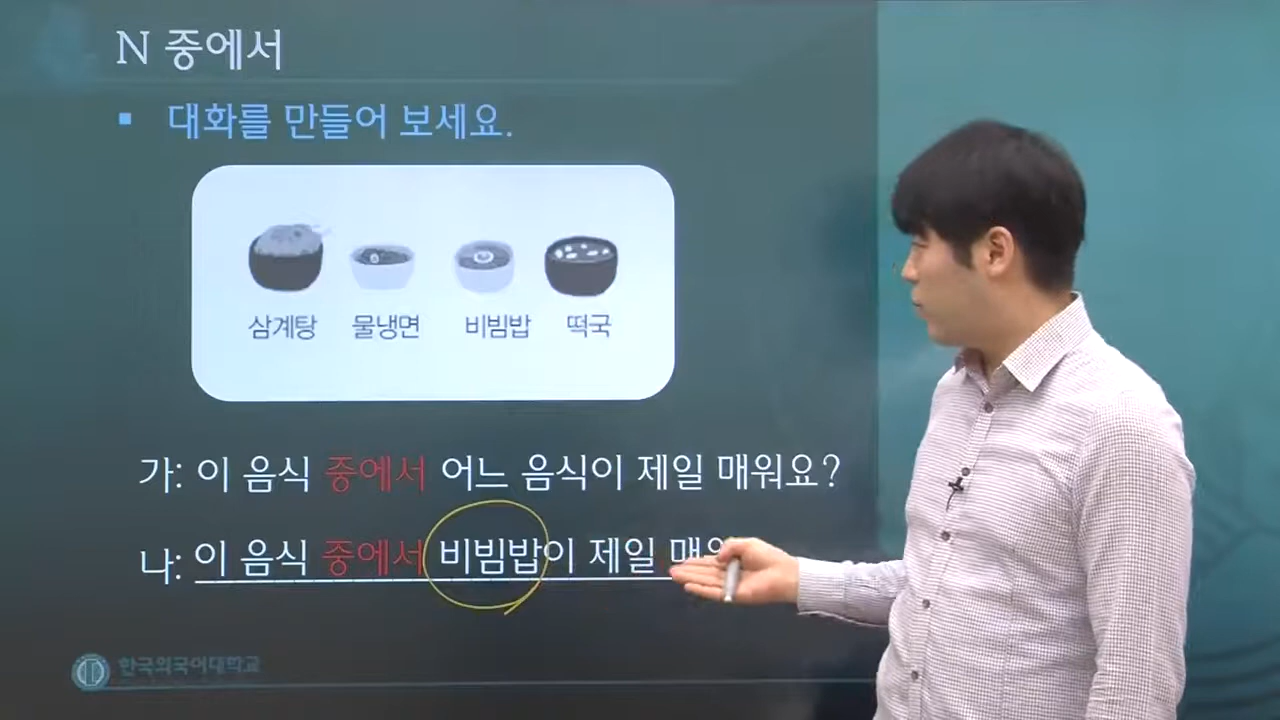 N 중에서
▪ 대화를 만들어 보세요.
삼계탕 물냉면 비빔밥 떡국
가: 이 음식 중에서 어느 음식이 제일 매워요?
나: 이 음식 중에서 비빔밥이 제일
한국외국어대학교